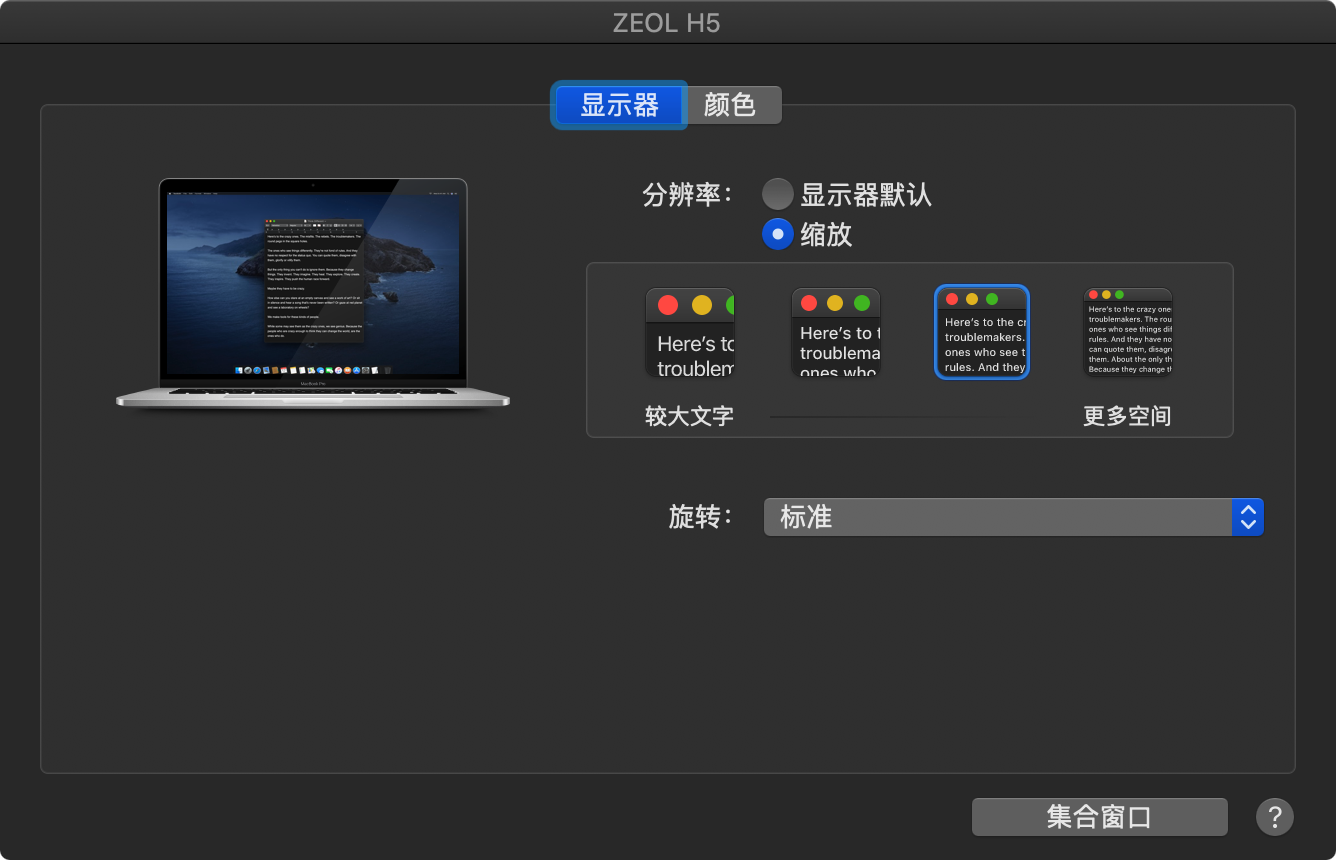 ZEOL H5
显示器 颜色
分辨率： 显示器默认
缩放
Here's to tc
troublem
Here's to t
troublema
ones who
Here's to the cr
troublemakers.
ones who see t
rules. And they
Here's to the crazy one
troublemakers. The rou
ones who see things dif
rules. And they have no
can quote them, disagr
them. About the only th
Because they change th
较大文字 更多空间
旋转： 标准
集合窗口 ?
MacBook Pro